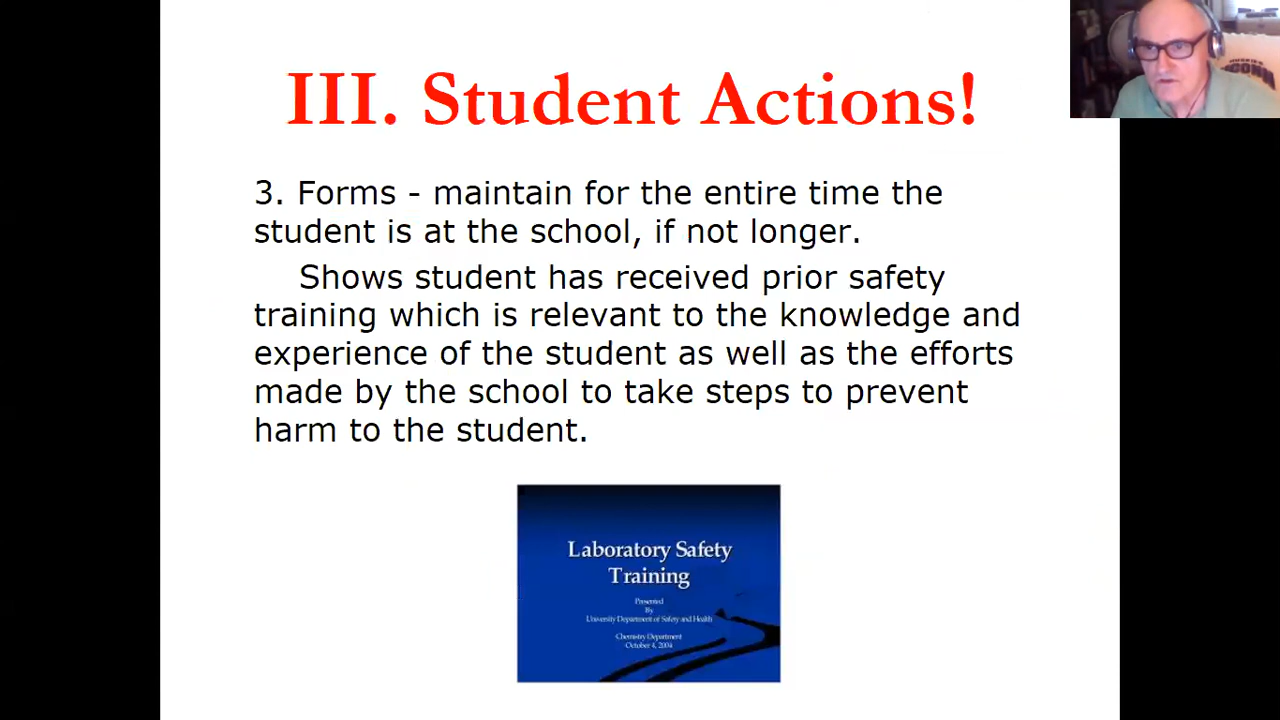 III. Student Actions!
3. Forms - maintain for the entire time the
student is at the school, if not longer.
Shows student has received prior safety
training which is relevant to the knowledge and
experience of the student as well as the efforts
made by the school to take steps to prevent
harm to the student.
Laboratory Safety
Training
Presented
By
University Department of Safety and Health
Chemistry Department
October 4, 2004